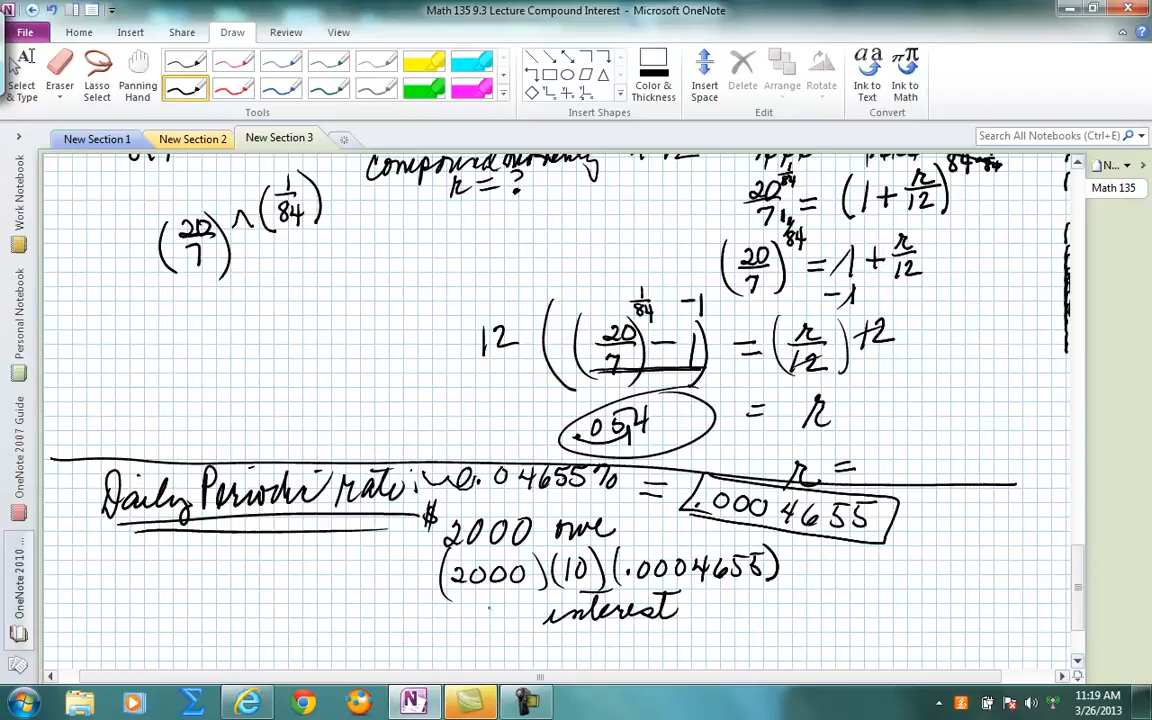 Math 135 9.3 Lecture Compound Interest - Microsoft OneNote
File Home Insert Share Draw Review View
Select & Type
Eraser
Lasso Select
Panning Hand
Color & Thickness
Insert Space
Delete
Arrange
Rotate
Ink to Text
Ink to Math
Tools Insert Shapes Edit Convert
New Section 1 New Section 2 New Section 3 Search All Notebooks (Ctrl+E)
N...
Math 135
Work Notebook
Personal Notebook
OneNote 2007 Guide
OneNote 2010 ...
r = ?
(20/7)^(1/84)
20/7 = (1 + r/12)^84
(20/7)^1/84 = 1 + r/12
-1
12 ((20/7)^1/84 - 1) = (r/12) 12
.054 = r
r =
Daily Periodic rate: .04655% = .0004655
$2000 owe
(2000)(10)(.0004655)
interest
11:19 AM
3/26/2013